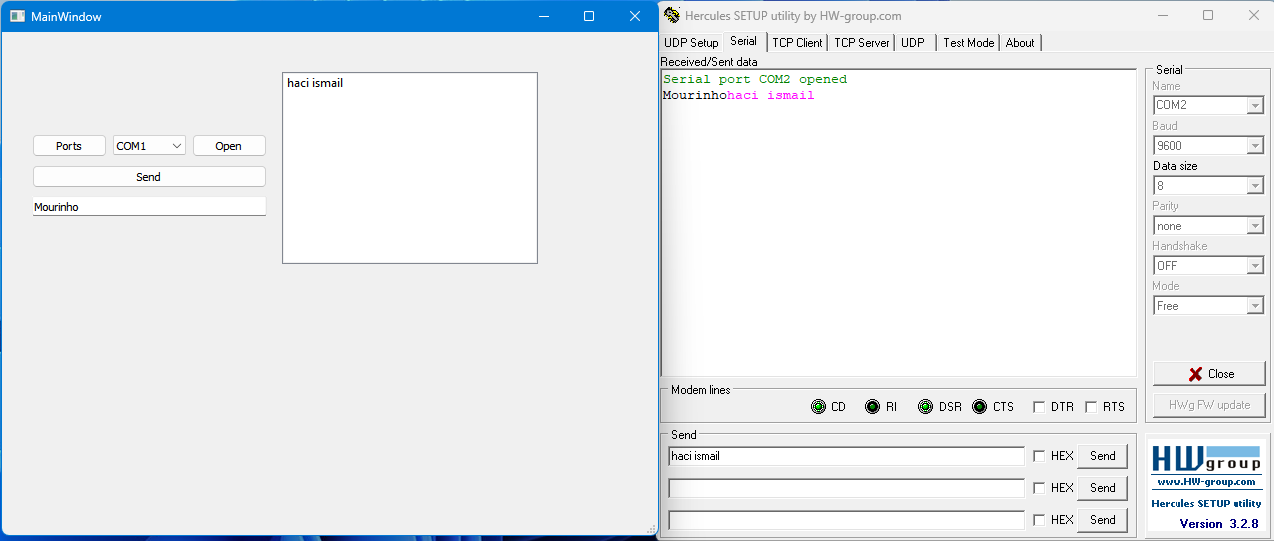 MainWindow
haci ismail
Ports COM1 Open
Send
Mourinho
Hercules SETUP utility by HW-group.com
UDP Setup Serial TCP Client TCP Server UDP Test Mode About
Received/Sent data
Serial port COM2 opened
Mourinhohaci ismail
Serial
Name
COM2
Baud
9600
Data size
8
Parity
none
Handshake
OFF
Mode
Free
Close
HWg FW update
Modem lines
CD RI DSR CTS DTR RTS
Send
haci ismail HEX Send
HEX Send
HEX Send
HW group
www.HW-group.com
Hercules SETUP utility
Version 3.2.8